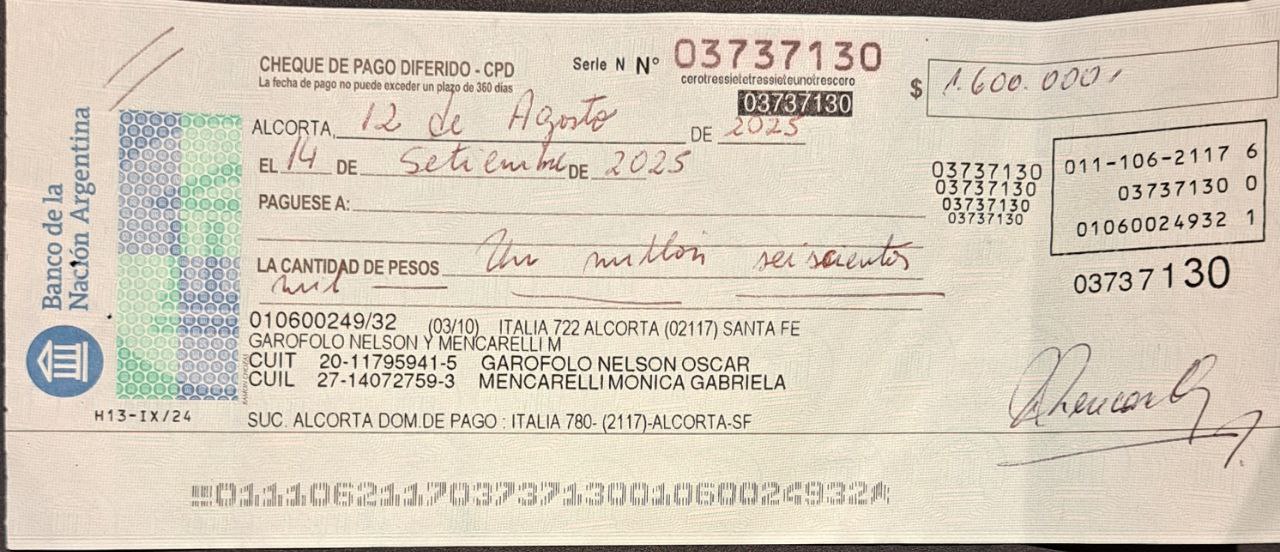 CHEQUE DE PAGO DIFERIDO - CPD
La fecha de pago no puede exceder un plazo de 360 días
Serie N Nº 03737130
cerotressietetressieteunotrescero
03737130
$ 1.600.000,
ALCORTA, 12 de Agosto DE 2025
EL 14 DE Setiembre DE 2025
PAGUESE A:
LA CANTIDAD DE PESOS Un millon seiscientos
mil
03737130
03737130
03737130
03737130
011-106-2117 6
03737130 0
01060024932 1
03737130
010600249/32 (03/10) ITALIA 722 ALCORTA (02117) SANTA FE
GAROFOLO NELSON Y MENCARELLI M
CUIT 20-11795941-5 GAROFOLO NELSON OSCAR
CUIL 27-14072759-3 MENCARELLI MONICA GABRIELA
SUC. ALCORTA DOM.DE PAGO : ITALIA 780- (2117)-ALCORTA-SF
Banco de la
Nación Argentina
H13-IX/24
01110621170373713001060024932